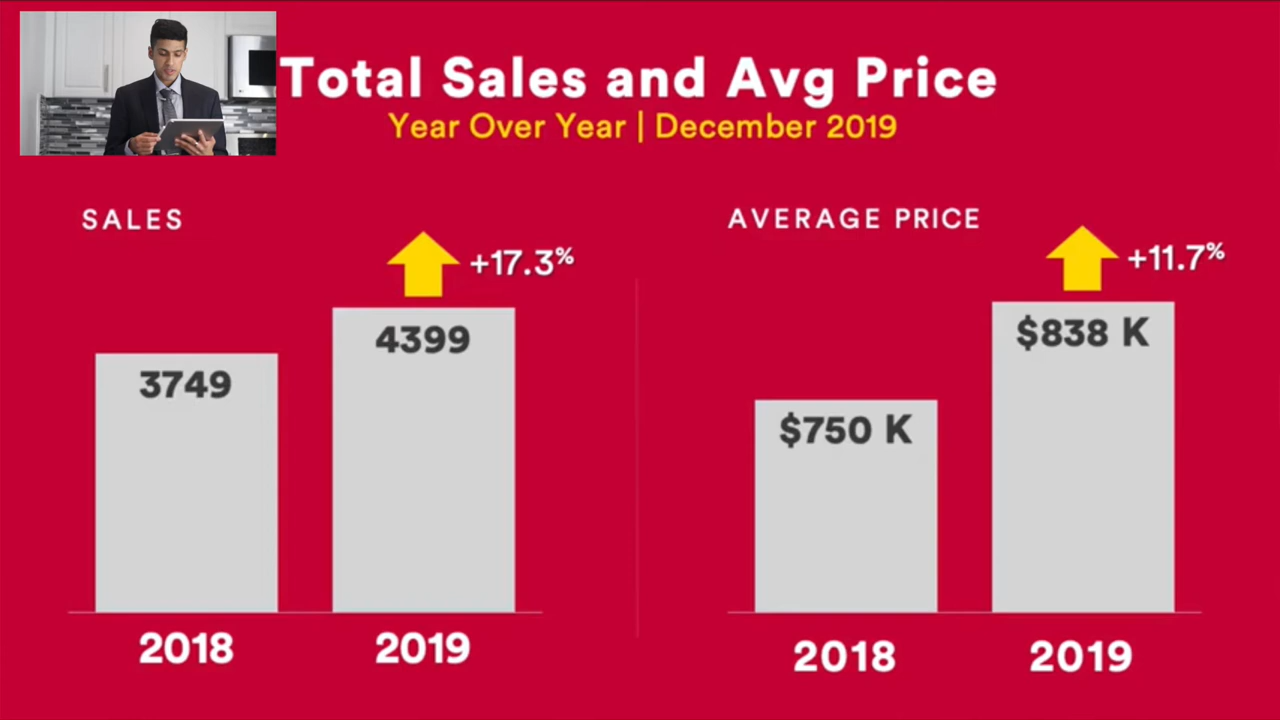 Total Sales and Avg Price
Year Over Year | December 2019
SALES
+17.3%
3749
4399
2018
2019
AVERAGE PRICE
+11.7%
$750 K
$838 K
2018
2019